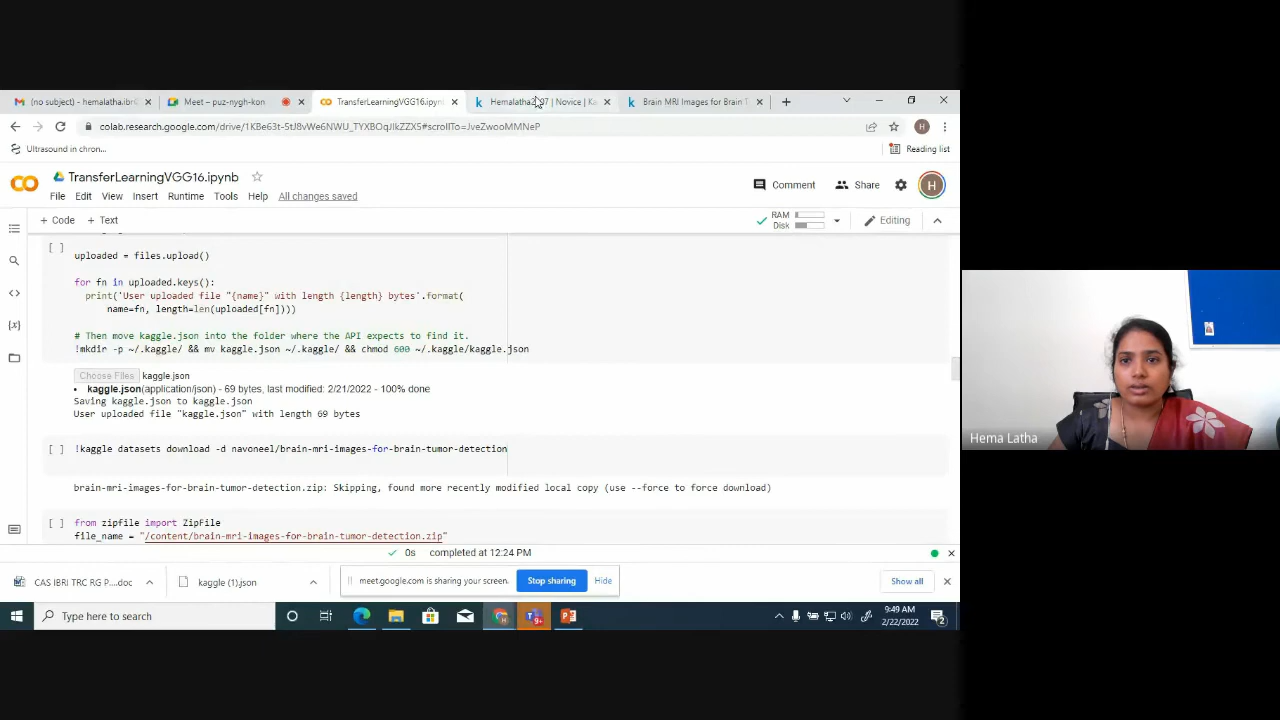 (no subject) - hemalatha.ibri
Meet – puz-nygh-kon
TransferLearningVGG16.ipyn
| Novice | Ka
Brain MRI Images for Brain T
colab.research.google.com/drive/
Ultrasound in chron...
Reading list
TransferLearningVGG16.ipynb
File Edit View Insert Runtime Tools Help All changes saved
Comment
Share
H
+ Code + Text
RAM
Disk
Editing
[ ]
uploaded = files.upload()
for fn in uploaded.keys():
print('User uploaded file "{name}" with length {length} bytes'.format(
name=fn, length=len(uploaded[fn])))
# Then move kaggle.json into the folder where the API expects to find it.
!mkdir -p ~/.kaggle/ && mv kaggle.json ~/.kaggle/ && chmod 600 ~/.kaggle/kaggle.json
Choose Files kaggle.json
• kaggle.json(application/json) - 69 bytes, last modified: 2/21/2022 - 100% done
Saving kaggle.json to kaggle.json
User uploaded file "kaggle.json" with length 69 bytes
[ ] !kaggle datasets download -d navoneel/brain-mri-images-for-brain-tumor-detection
brain-mri-images-for-brain-tumor-detection.zip: Skipping, found more recently modified local copy (use --force to force download)
[ ] from zipfile import ZipFile
file_name = "/content/brain-mri-images-for-brain-tumor-detection.zip"
0s completed at 12:24 PM
CAS IBRI TRC RG P....doc
kaggle (1).json
meet.google.com is sharing your screen.
Stop sharing
Hide
Show all
Type here to search
9:49 AM
2/22/2022
2
Hema Latha